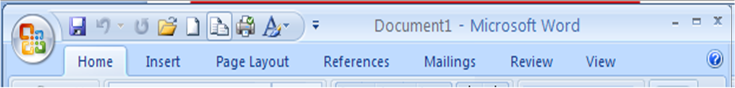 Document1 - Microsoft Word
Home Insert Page Layout References Mailings Review View